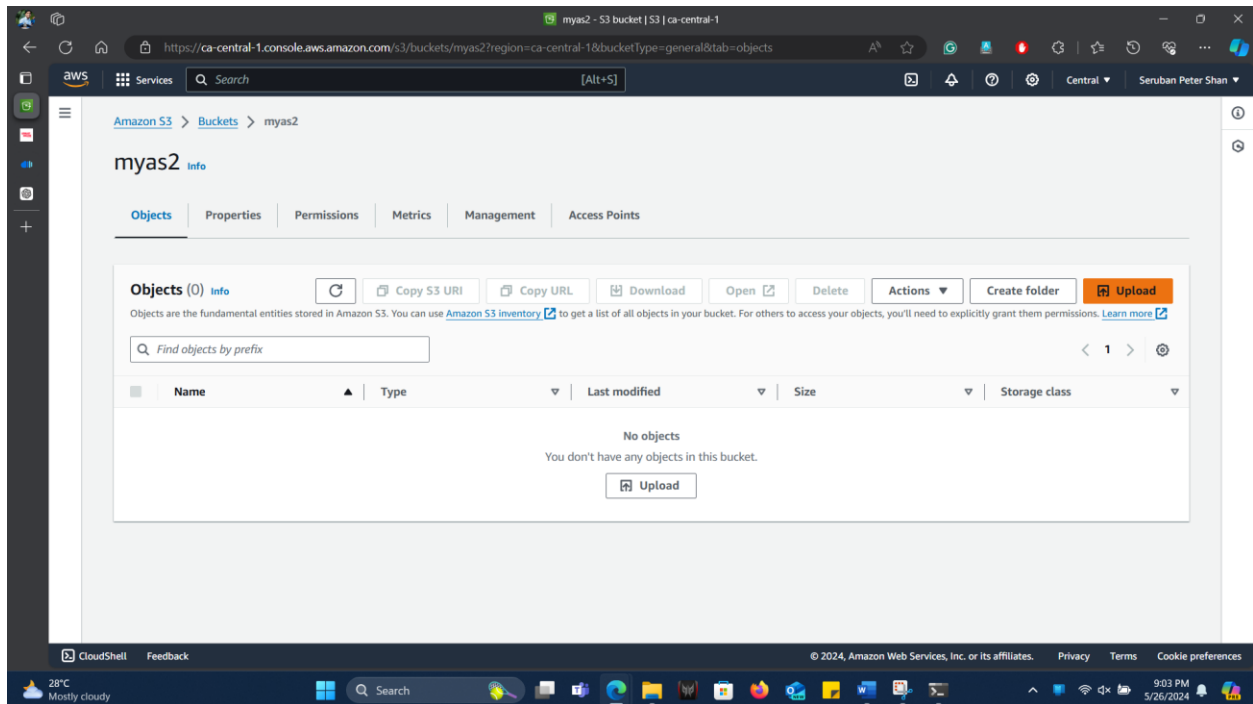 myas2 - S3 bucket | S3 | ca-central-1
https://ca-central-1.console.aws.amazon.com/s3/buckets/myas2?region=ca-central-1&bucketType=general&tab=objects
aws Services Search [Alt+S] Central ▼ Seruban Peter Shan ▼
Amazon S3 > Buckets > myas2
myas2 Info
Objects Properties Permissions Metrics Management Access Points
Objects (0) Info Copy S3 URI Copy URL Download Open Delete Actions ▼ Create folder Upload
Objects are the fundamental entities stored in Amazon S3. You can use Amazon S3 inventory to get a list of all objects in your bucket. For others to access your objects, you'll need to explicitly grant them permissions. Learn more
Find objects by prefix < 1 >
Name Type Last modified Size Storage class
No objects
You don't have any objects in this bucket.
Upload
CloudShell Feedback © 2024, Amazon Web Services, Inc. or its affiliates. Privacy Terms Cookie preferences
28°C
Mostly cloudy
Search
9:03 PM
5/26/2024